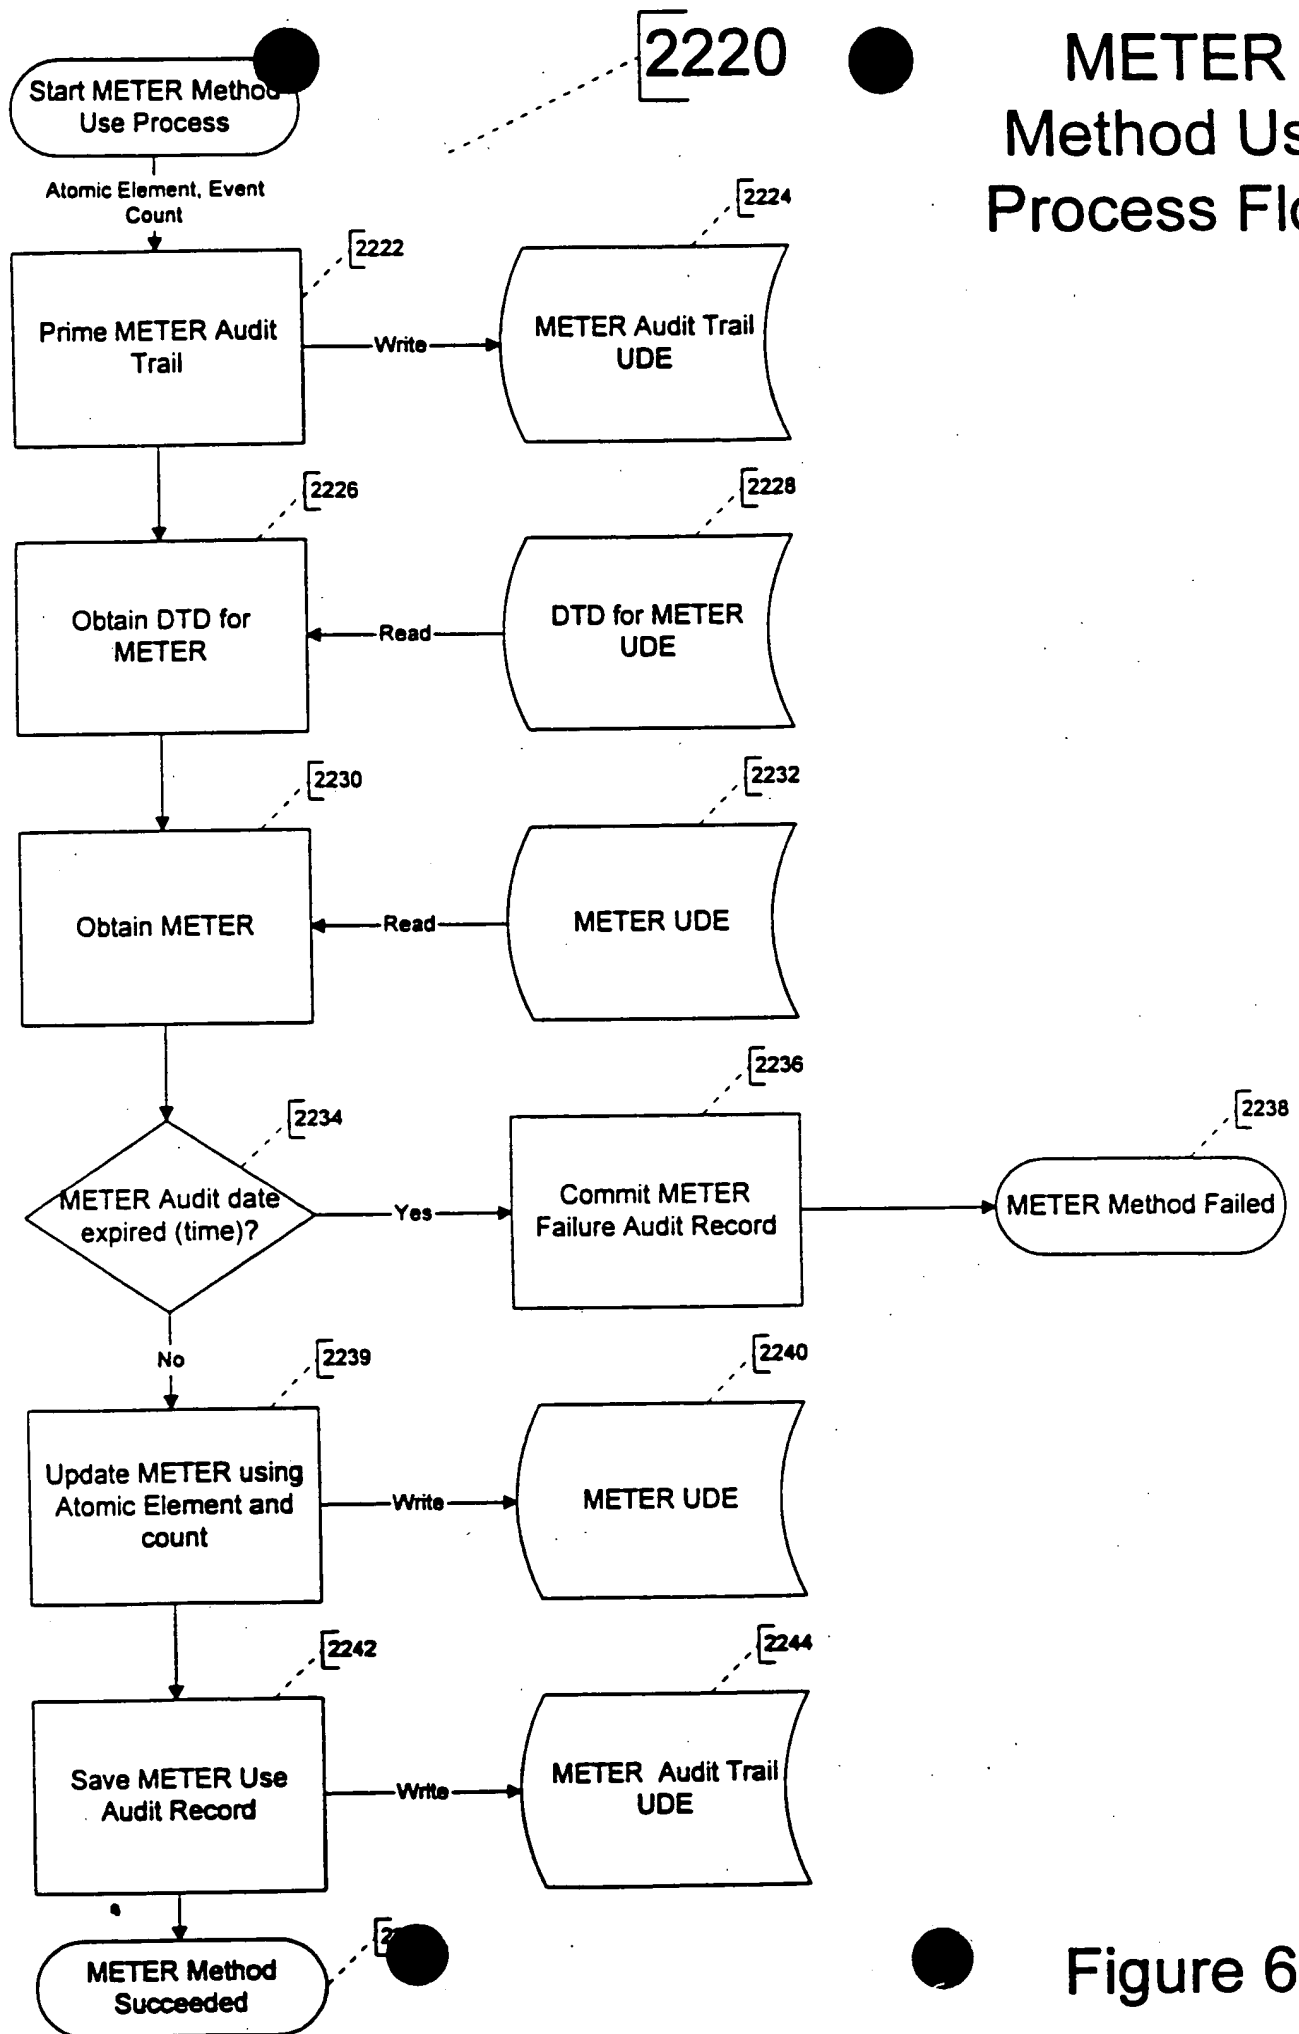 2220
METER
Method Us
Process Flo
Start METER Method
Use Process
Atomic Element, Event
Count
2222
2224
Prime METER Audit
Trail
Write
METER Audit Trail
UDE
2226
2228
Obtain DTD for
METER
Read
DTD for METER
UDE
2230
2232
Obtain METER
Read
METER UDE
2234
2236
2238
METER Audit date
expired (time)?
Yes
Commit METER
Failure Audit Record
METER Method Failed
No
2239
2240
Update METER using
Atomic Element and
count
Write
METER UDE
2242
2244
Save METER Use
Audit Record
Write
METER Audit Trail
UDE
METER Method
Succeeded
Figure 6